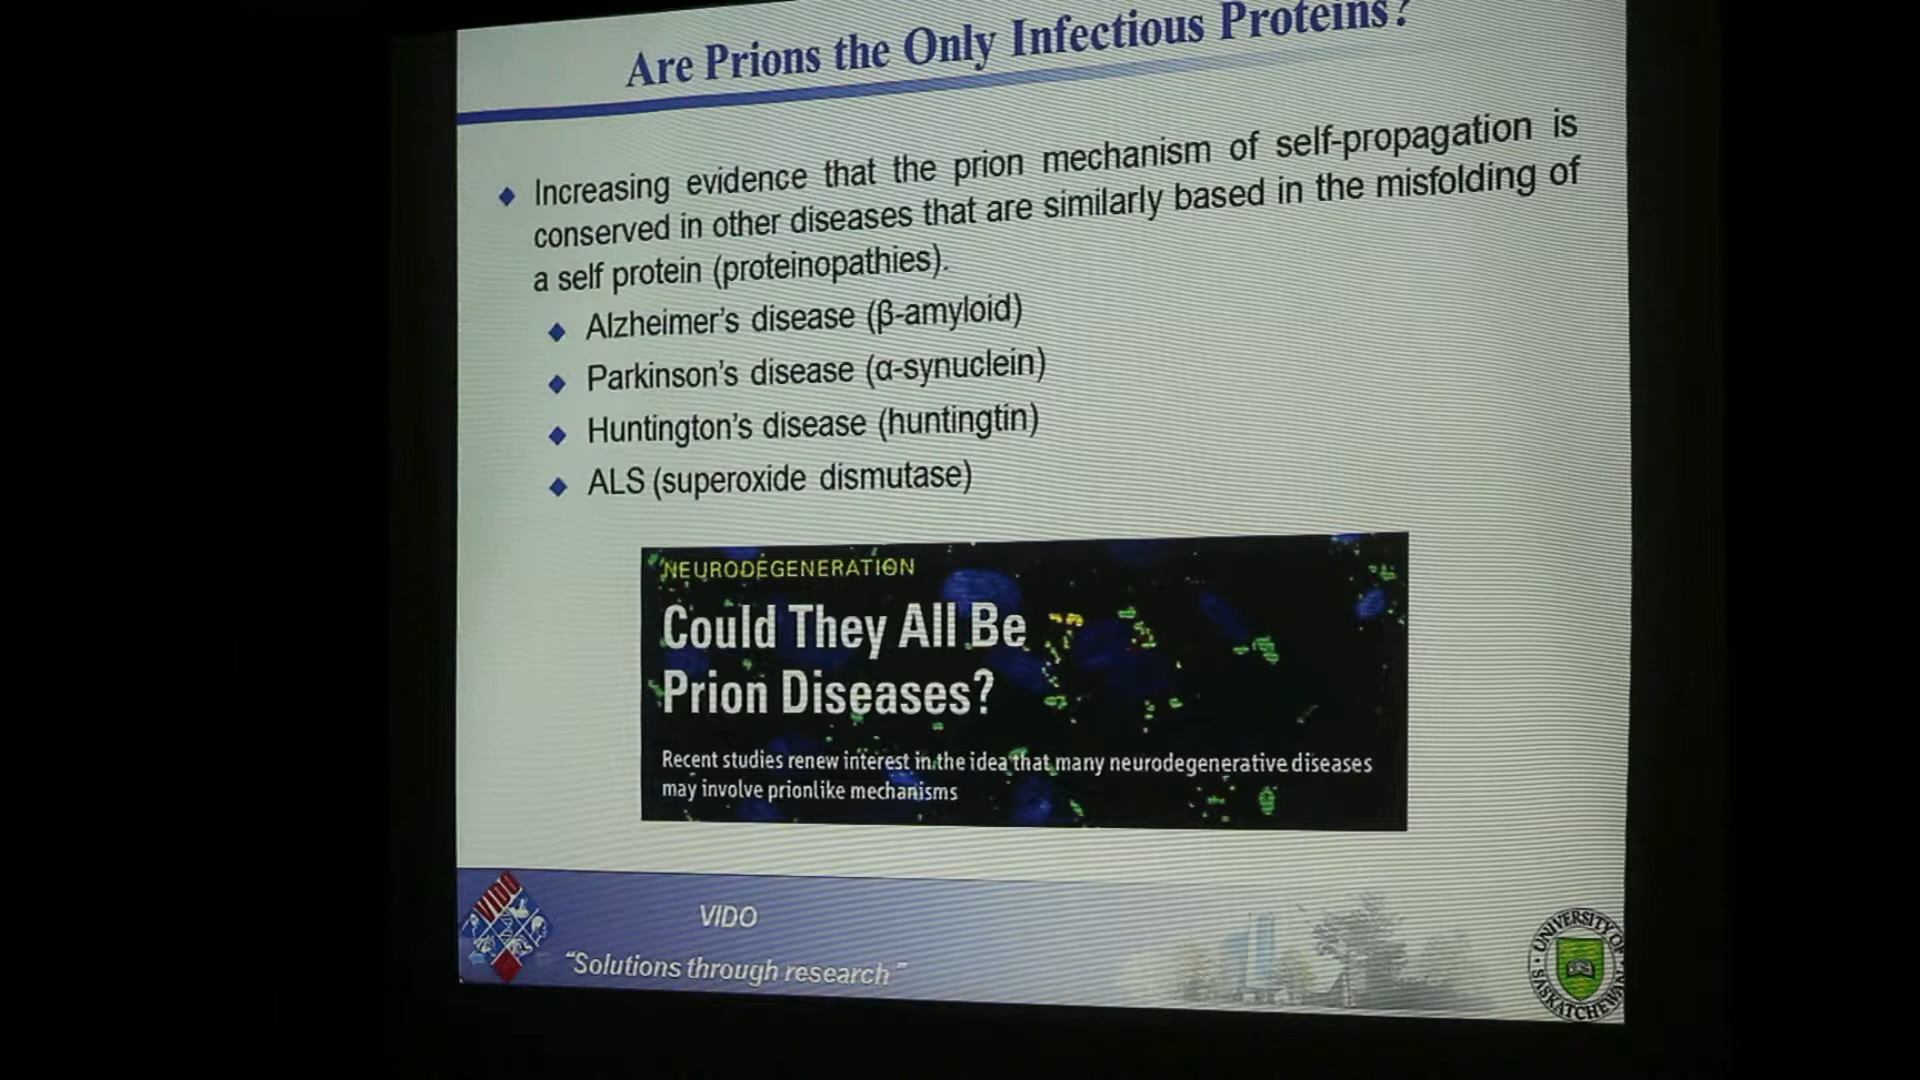 Are Prions the Only Infectious Proteins?
Increasing evidence that the prion mechanism of self-propagation is
conserved in other diseases that are similarly based in the misfolding of
a self protein (proteinopathies).
Alzheimer's disease (β-amyloid)
Parkinson's disease (α-synuclein)
Huntington's disease (huntingtin)
ALS (superoxide dismutase)
NEURODEGENERATION
Could They All Be
Prion Diseases?
Recent studies renew interest in the idea that many neurodegenerative diseases
may involve prionlike mechanisms
VIDO
VIDO
"Solutions through research"
UNIVERSITY OF
SASKATCHEWAN